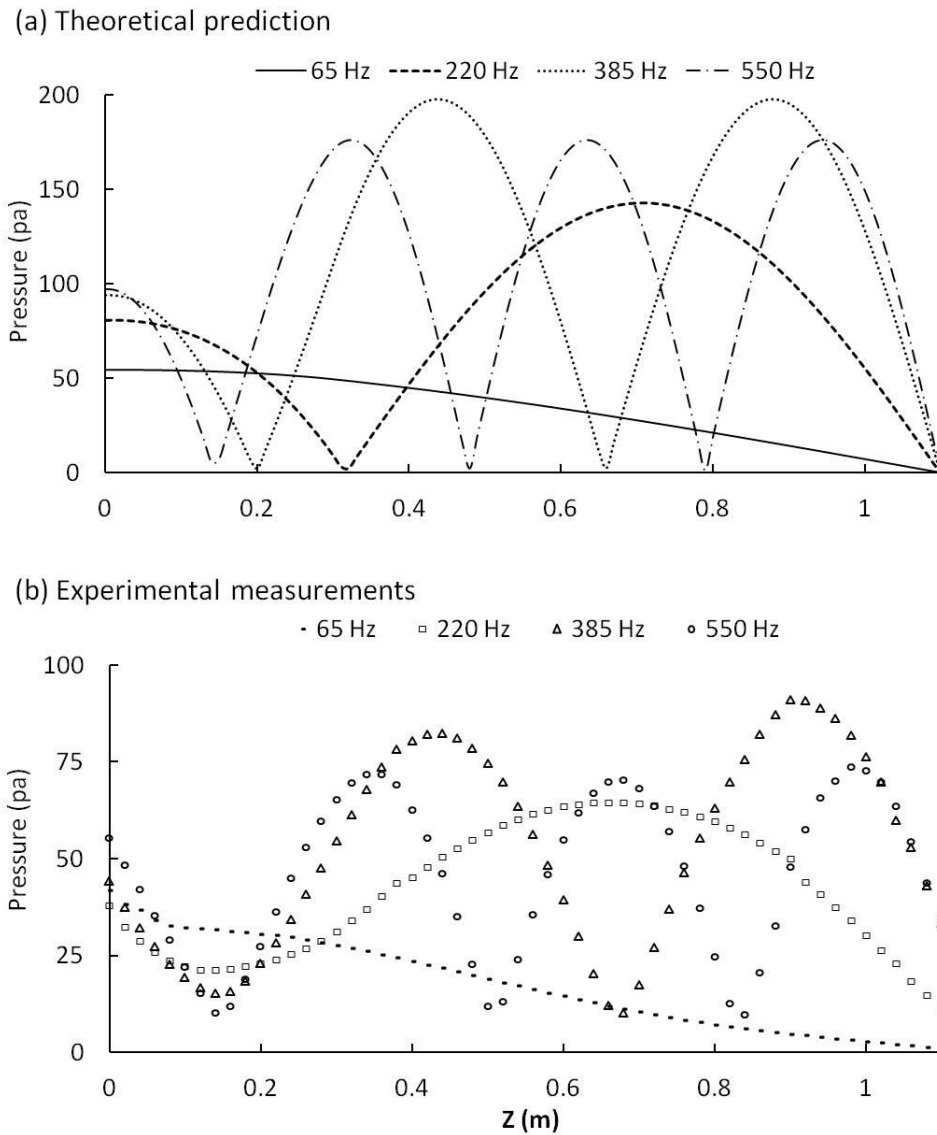 (a) Theoretical prediction
65 Hz 220 Hz 385 Hz 550 Hz
200
150
100
50
0
Pressure (pa)
0 0.2 0.4 0.6 0.8 1
(b) Experimental measurements
65 Hz 220 Hz 385 Hz 550 Hz
100
75
50
25
0
Pressure (pa)
0 0.2 0.4 0.6 0.8 1
Z (m)